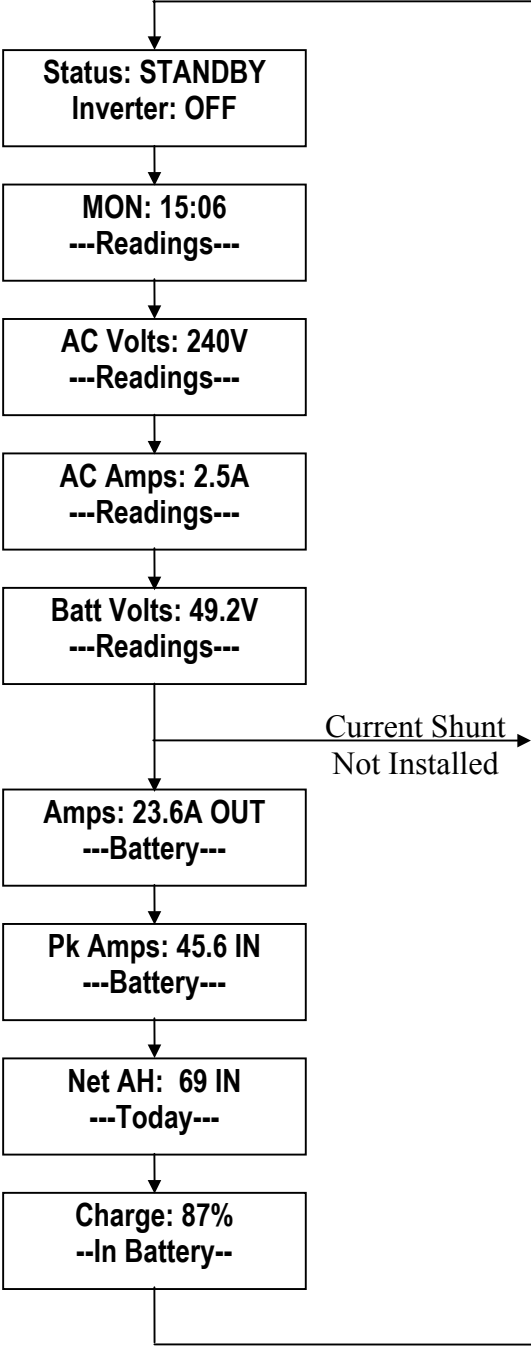 Status: STANDBY
Inverter: OFF
MON: 15:06
---Readings---
AC Volts: 240V
---Readings---
AC Amps: 2.5A
---Readings---
Batt Volts: 49.2V
---Readings---
Current Shunt
Not Installed
Amps: 23.6A OUT
---Battery---
Pk Amps: 45.6 IN
---Battery---
Net AH:  69 IN
---Today---
Charge: 87%
--In Battery--